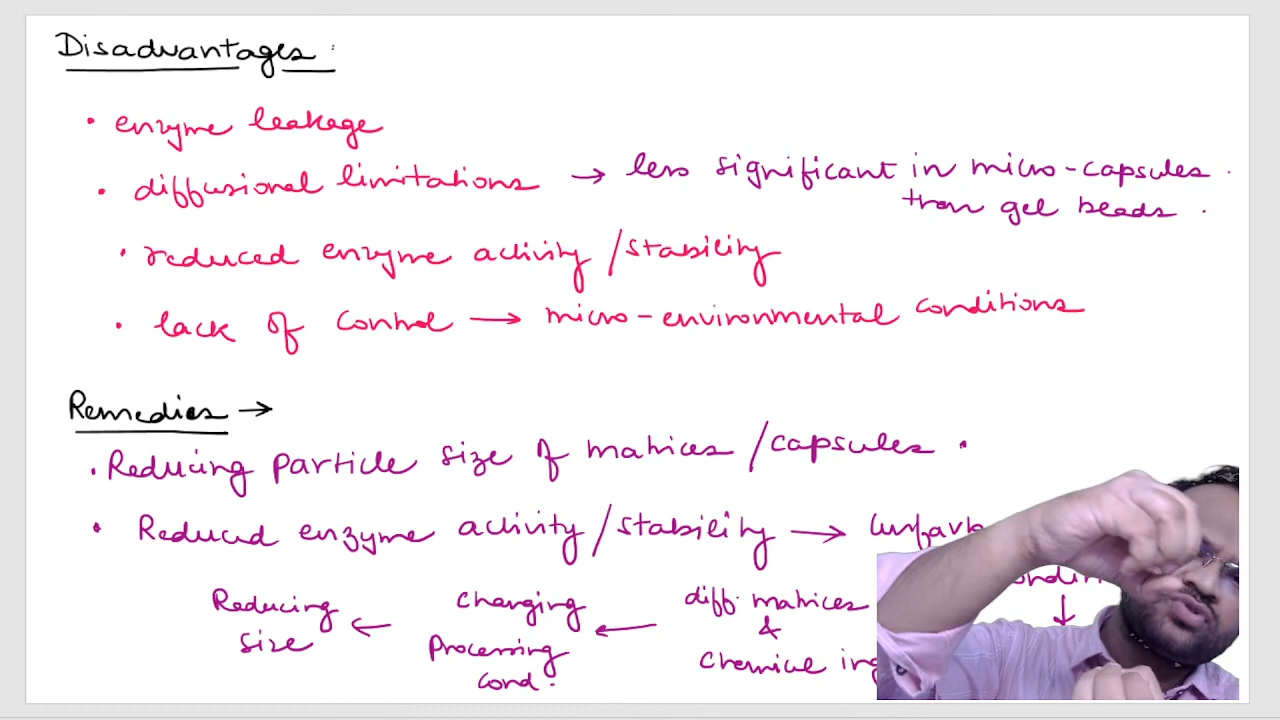 Disadvantages :
• enzyme leakage
• diffusional limitations → less significant in micro-capsules
than gel beads .
• reduced enzyme activity /stability
• lack of control → micro-environmental conditions
Remedies →
• Reducing particle size of matrices /capsules .
• Reduced enzyme activity /stability →
Reducing ← changing ← diff. matrices
size Processing &
cond. Chemical